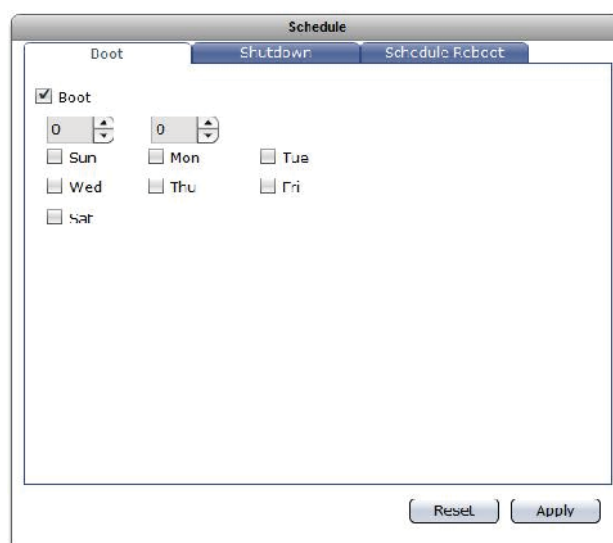 Schedule
Boot Shutdown Schedule Reboot
Boot
0 0
Sun Mon Tue
Wed Thu Fri
Sat
Reset Apply